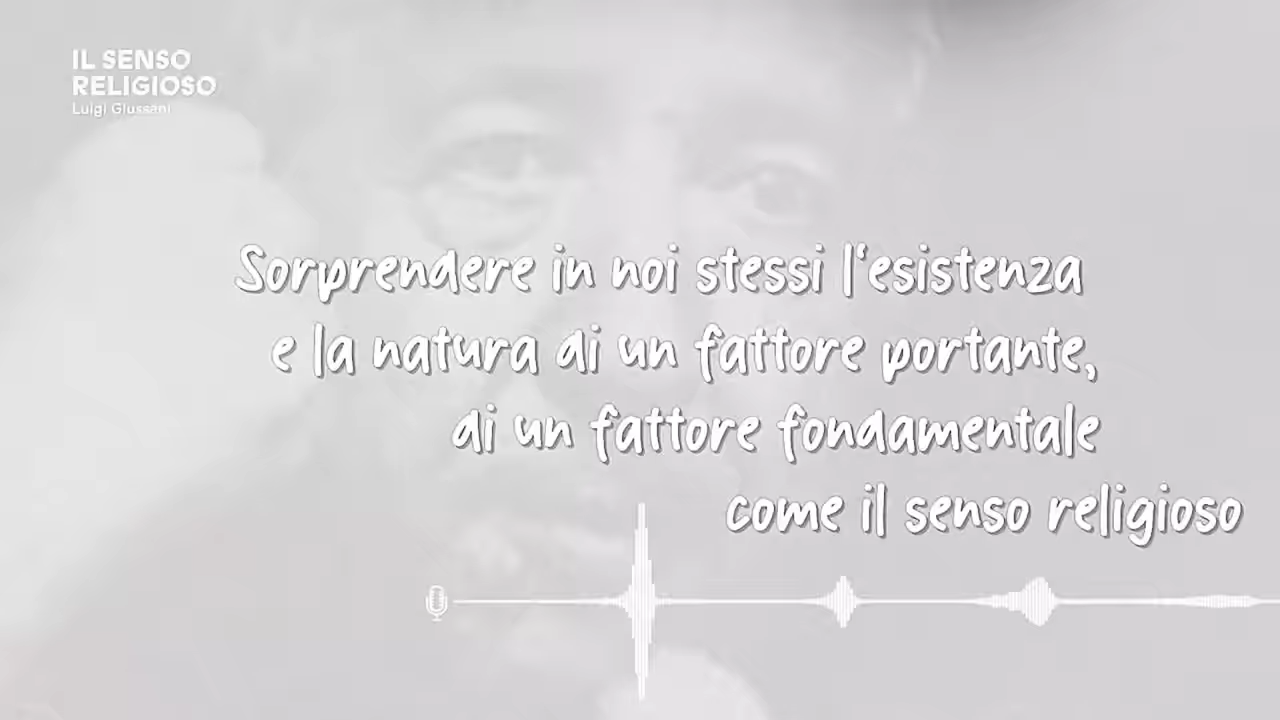 IL SENSO
RELIGIOSO
Luigi Giussani
Sorprendere in noi stessi l'esistenza
e la natura di un fattore portante,
di un fattore fondamentale
come il senso religioso